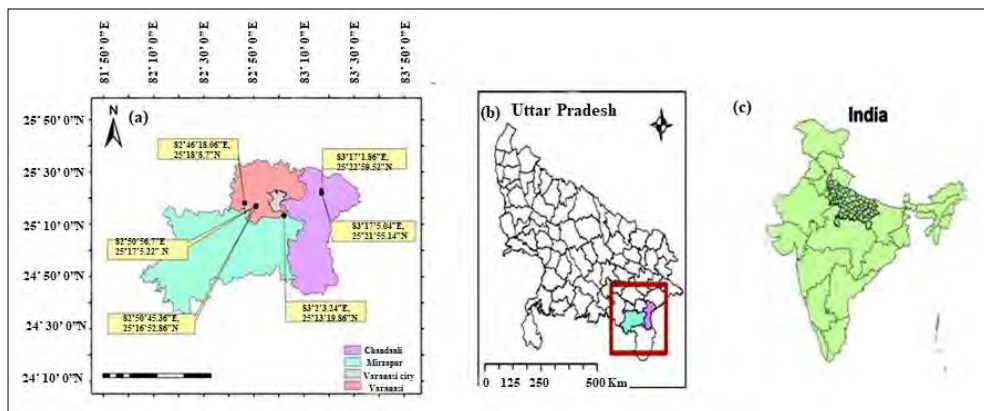 81°50'0"E
82°10'0"E
82°30'0"E
82°50'0"E
83°10'0"E
83°50'0"E
N
(a)
25°50'0"N
25°30'0"N
25°10'0"N
24°50'0"N
24°30'0"N
24°10'0"N
82°46'18.06"E,
25°18'8.7"N
83°17'1.86"E,
25°22'59.52"N
82°50'56.7"E
25°17'5.22"N
83°17'5.04"E
25°21'55.14"N
82°50'45.36"E,
25°16'52.86"N
83°2'3.24"E,
25°13'19.86"N
Chandauli
Mirzapur
Varanasi city
Varanasi
(b)
Uttar Pradesh
0 125 250 500 Km
(c)
India